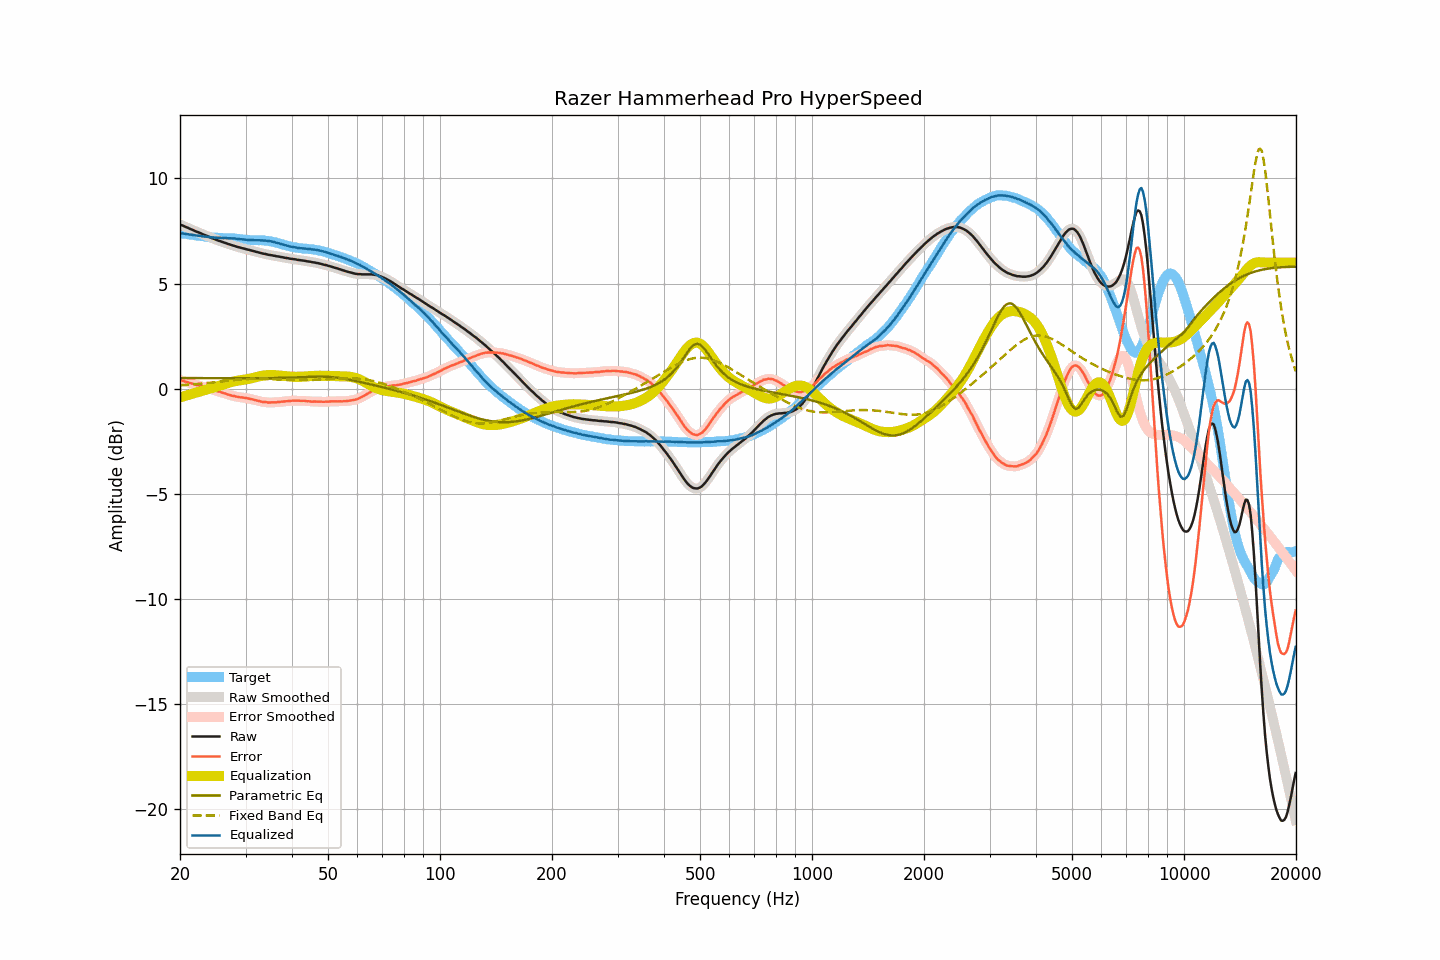 Razer Hammerhead Pro HyperSpeed
Amplitude (dBr)
10
5
0
−5
−10
−15
−20
Target
Raw Smoothed
Error Smoothed
Raw
Error
Equalization
Parametric Eq
Fixed Band Eq
Equalized
20 50 100 200 500 1000 2000 5000 10000 20000
Frequency (Hz)